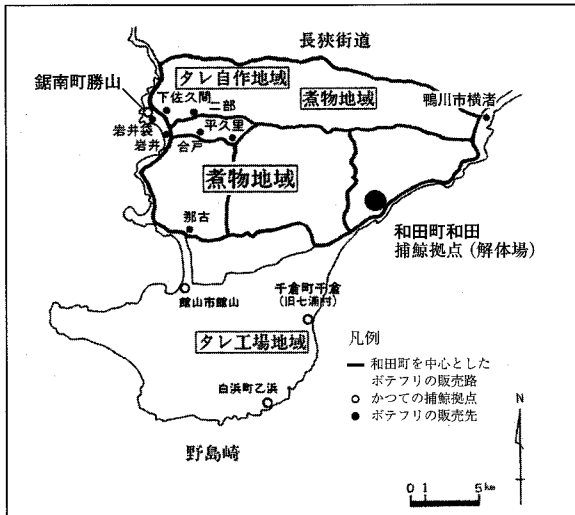 長狭街道
タレ自作地域
鋸南町勝山
下佐久間
二部
煮物地域
鴨川市横渚
岩井袋
岩井
合戸
平久里
煮物地域
那古
和田町和田
捕鯨拠点（解体場）
館山市館山
千倉町千倉
（旧七浦村）
タレ工場地域
白浜町乙浜
野島崎
凡例
和田町を中心とした
ボテフリの販売路
かつての捕鯨拠点
ボテフリの販売先
N
0 1 5km